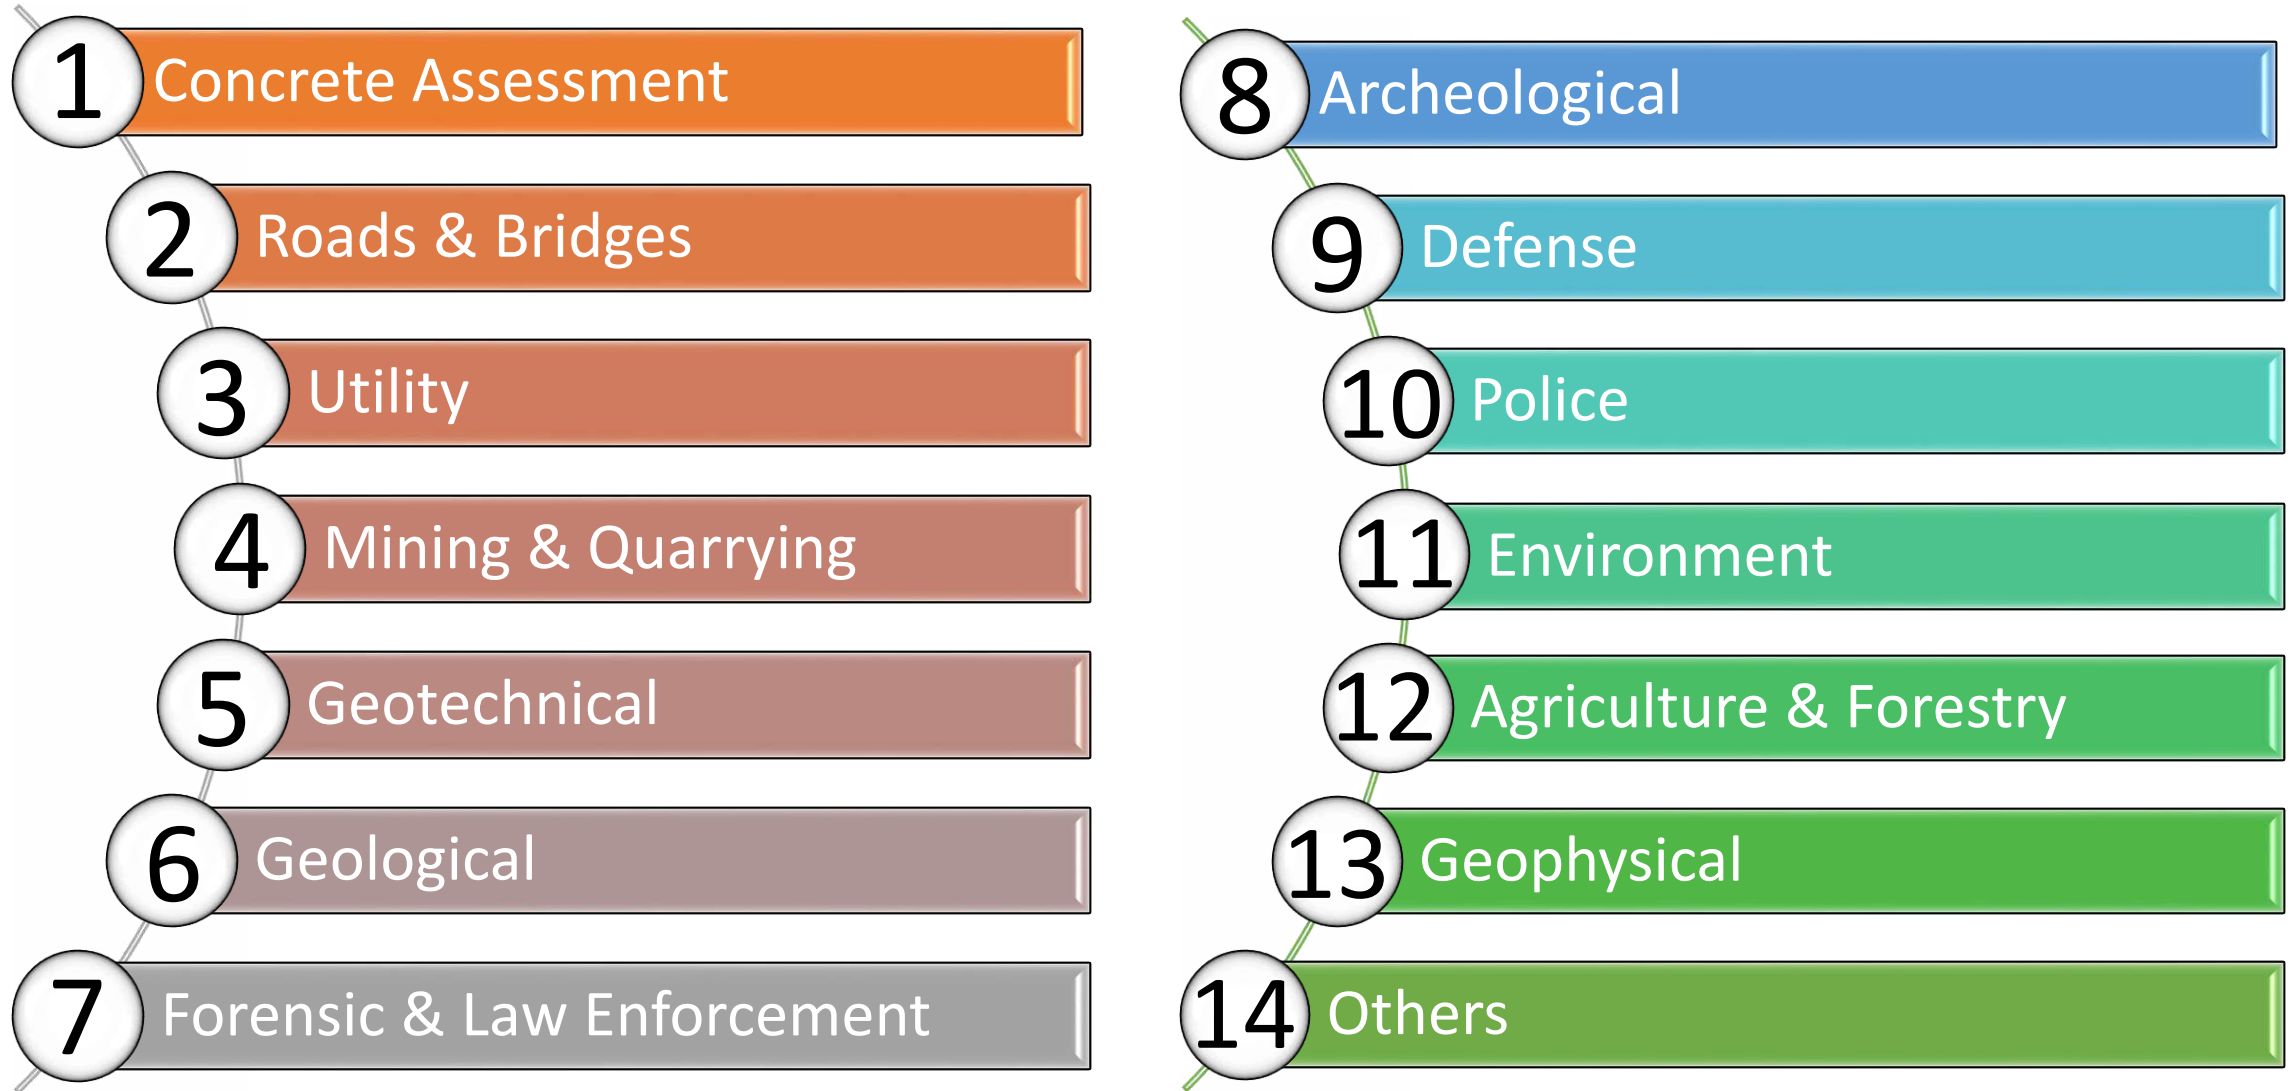 1 Concrete Assessment
2 Roads & Bridges
3 Utility
4 Mining & Quarrying
5 Geotechnical
6 Geological
7 Forensic & Law Enforcement
8 Archeological
9 Defense
10 Police
11 Environment
12 Agriculture & Forestry
13 Geophysical
14 Others